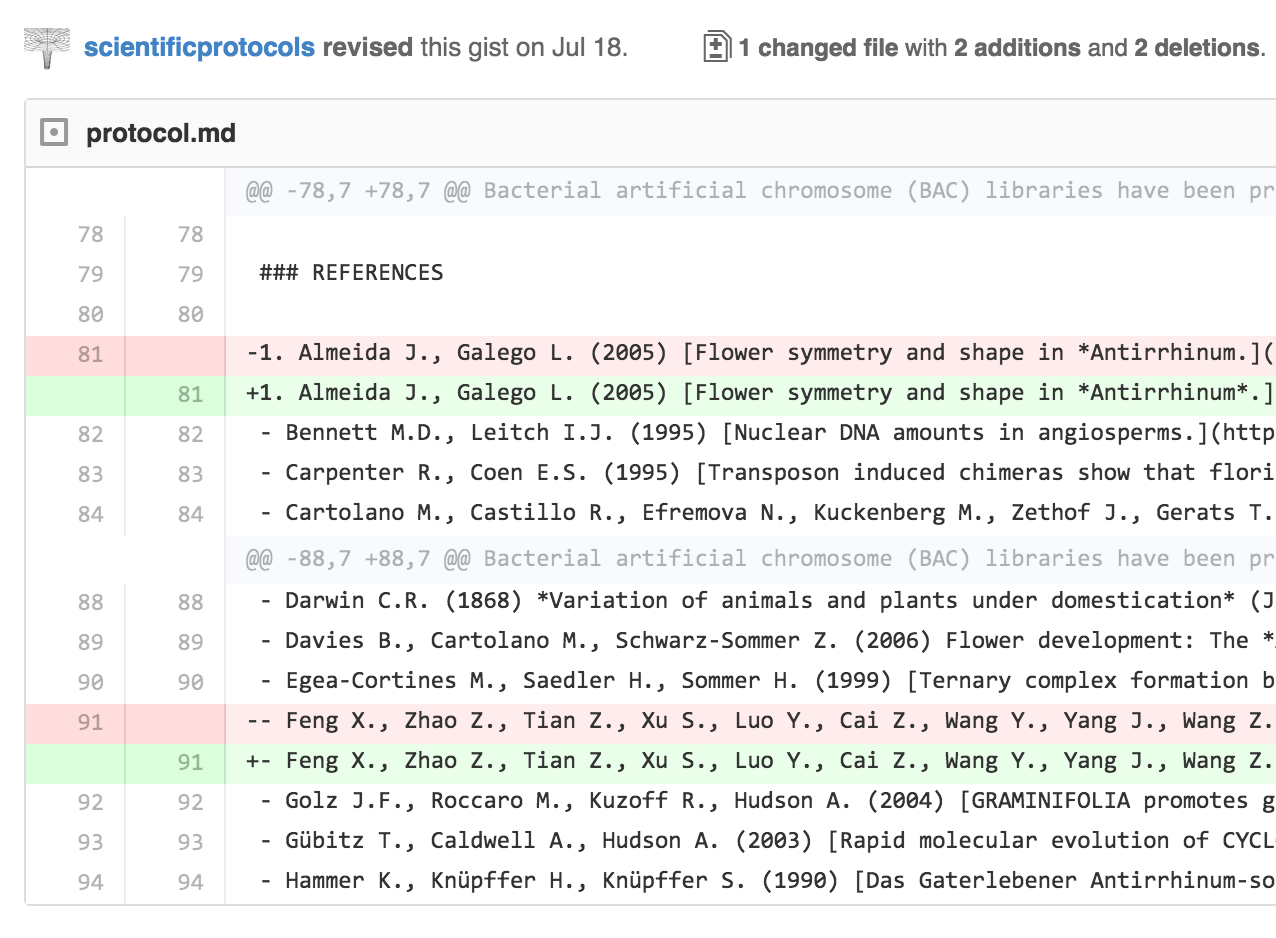 scientificprotocols revised this gist on Jul 18.
1 changed file with 2 additions and 2 deletions.
protocol.md
@@ -78,7 +78,7 @@ Bacterial artificial chromosome (BAC) libraries have been pr
78 78
79 79 ### REFERENCES
80 80
81 -1. Almeida J., Galego L. (2005) [Flower symmetry and shape in *Antirrhinum.](
81 +1. Almeida J., Galego L. (2005) [Flower symmetry and shape in *Antirrhinum*.]
82 82 - Bennett M.D., Leitch I.J. (1995) [Nuclear DNA amounts in angiosperms.](http
83 83 - Carpenter R., Coen E.S. (1995) [Transposon induced chimeras show that flori
84 84 - Cartolano M., Castillo R., Efremova N., Kuckenberg M., Zethof J., Gerats T.
@@ -88,7 +88,7 @@ Bacterial artificial chromosome (BAC) libraries have been pr
88 88 - Darwin C.R. (1868) *Variation of animals and plants under domestication* (J
89 89 - Davies B., Cartolano M., Schwarz-Sommer Z. (2006) Flower development: The *
90 90 - Egea-Cortines M., Saedler H., Sommer H. (1999) [Ternary complex formation b
91 -- Feng X., Zhao Z., Tian Z., Xu S., Luo Y., Cai Z., Wang Y., Yang J., Wang Z.
91 +- Feng X., Zhao Z., Tian Z., Xu S., Luo Y., Cai Z., Wang Y., Yang J., Wang Z.
92 92 - Golz J.F., Roccaro M., Kuzoff R., Hudson A. (2004) [GRAMINIFOLIA promotes g
93 93 - Gübitz T., Caldwell A., Hudson A. (2003) [Rapid molecular evolution of CYCL
94 94 - Hammer K., Knüpffer H., Knüpffer S. (1990) [Das Gaterlebener Antirrhinum-so